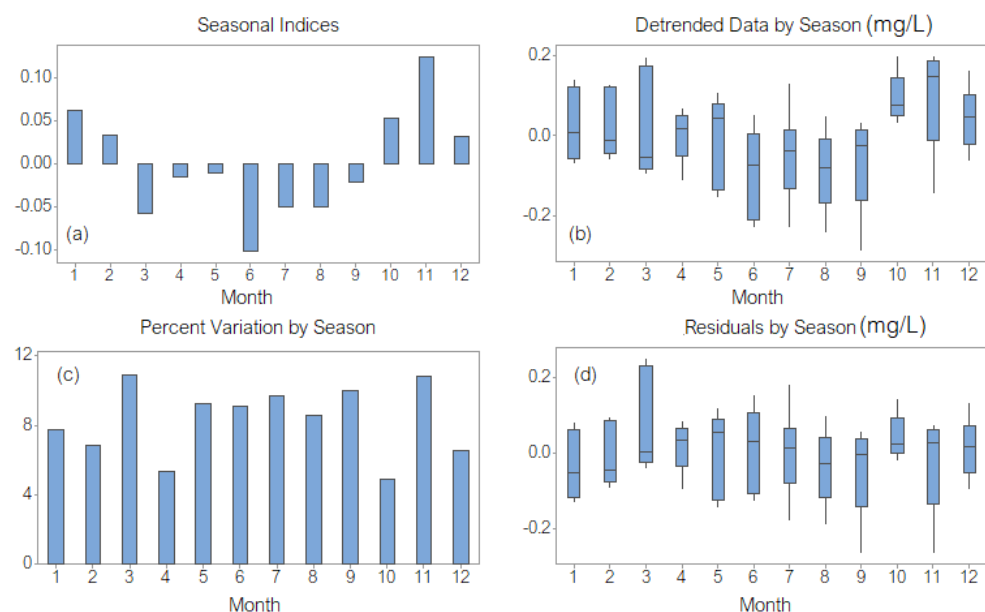 Seasonal Indices
0.10
0.05
0.00
-0.05
-0.10
(a)
1 2 3 4 5 6 7 8 9 10 11 12
Month
Detrended Data by Season (mg/L)
0.2
0.0
-0.2
(b)
1 2 3 4 5 6 7 8 9 10 11 12
Month
Percent Variation by Season
12
8
4
0
(c)
1 2 3 4 5 6 7 8 9 10 11 12
Month
Residuals by Season (mg/L)
0.2
0.0
-0.2
(d)
1 2 3 4 5 6 7 8 9 10 11 12
Month